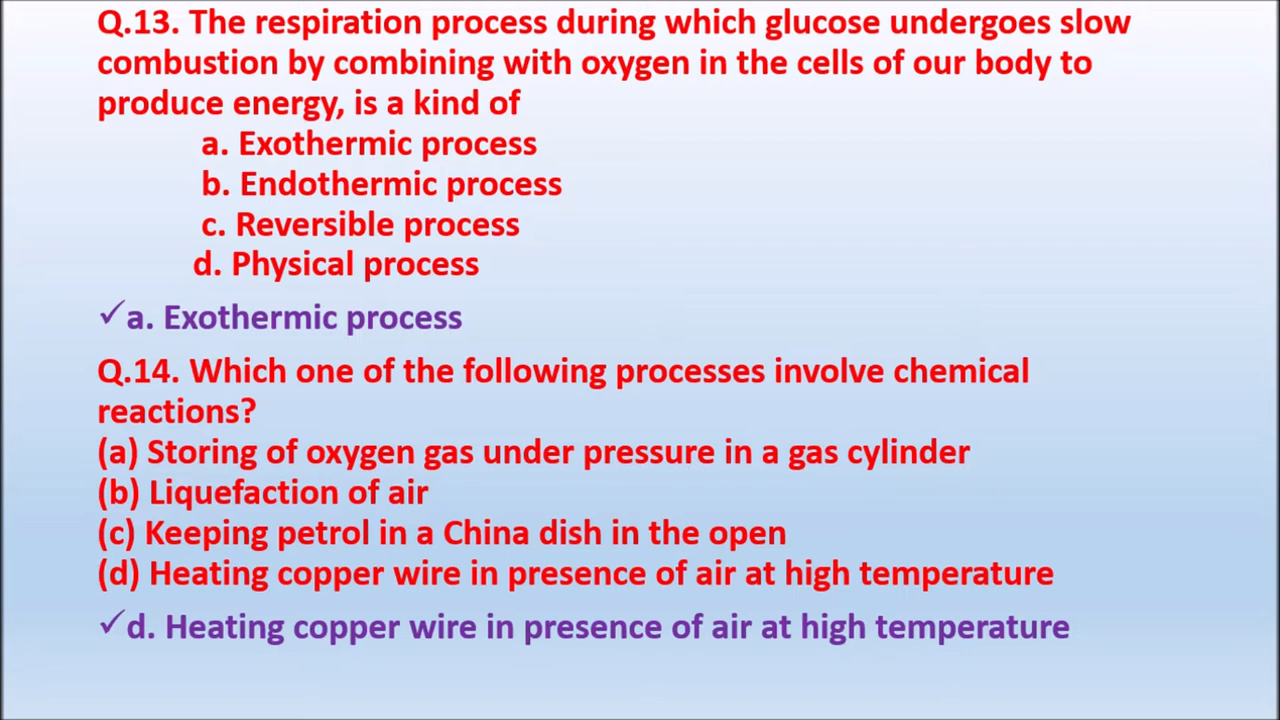 Q.13. The respiration process during which glucose undergoes slow
combustion by combining with oxygen in the cells of our body to
produce energy, is a kind of
a. Exothermic process
b. Endothermic process
c. Reversible process
d. Physical process
✓a. Exothermic process
Q.14. Which one of the following processes involve chemical
reactions?
(a) Storing of oxygen gas under pressure in a gas cylinder
(b) Liquefaction of air
(c) Keeping petrol in a China dish in the open
(d) Heating copper wire in presence of air at high temperature
✓d. Heating copper wire in presence of air at high temperature